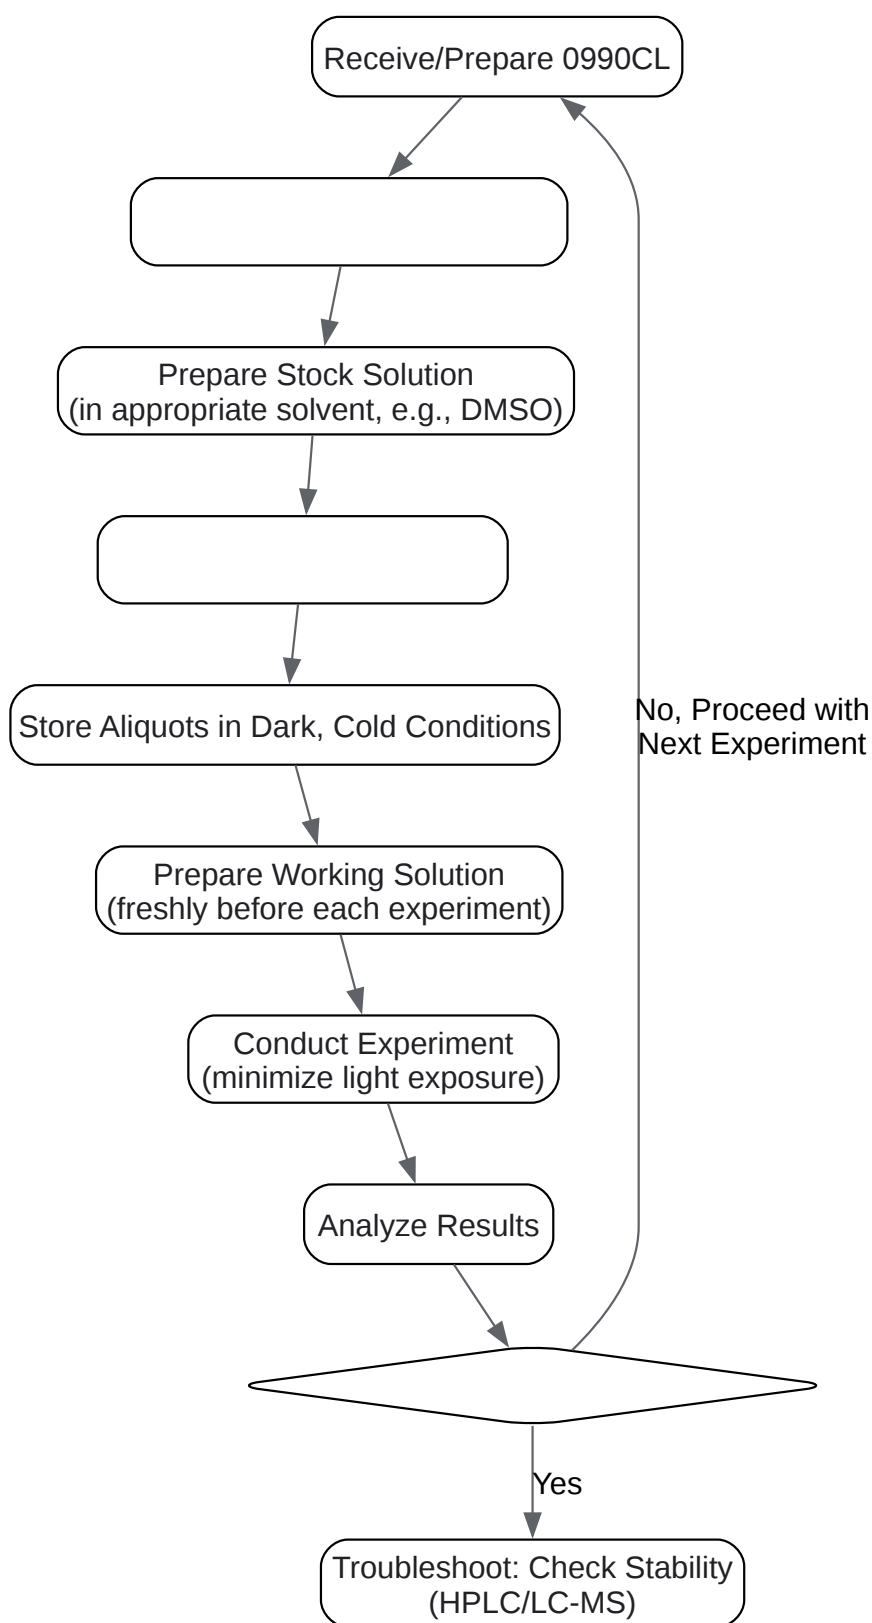 Receive/Prepare 0990CL
Prepare Stock Solution
(in appropriate solvent, e.g., DMSO)
Store Aliquots in Dark, Cold Conditions
No, Proceed with
Next Experiment
Prepare Working Solution
(freshly before each experiment)
Conduct Experiment
(minimize light exposure)
Analyze Results
Yes
Troubleshoot: Check Stability
(HPLC/LC-MS)